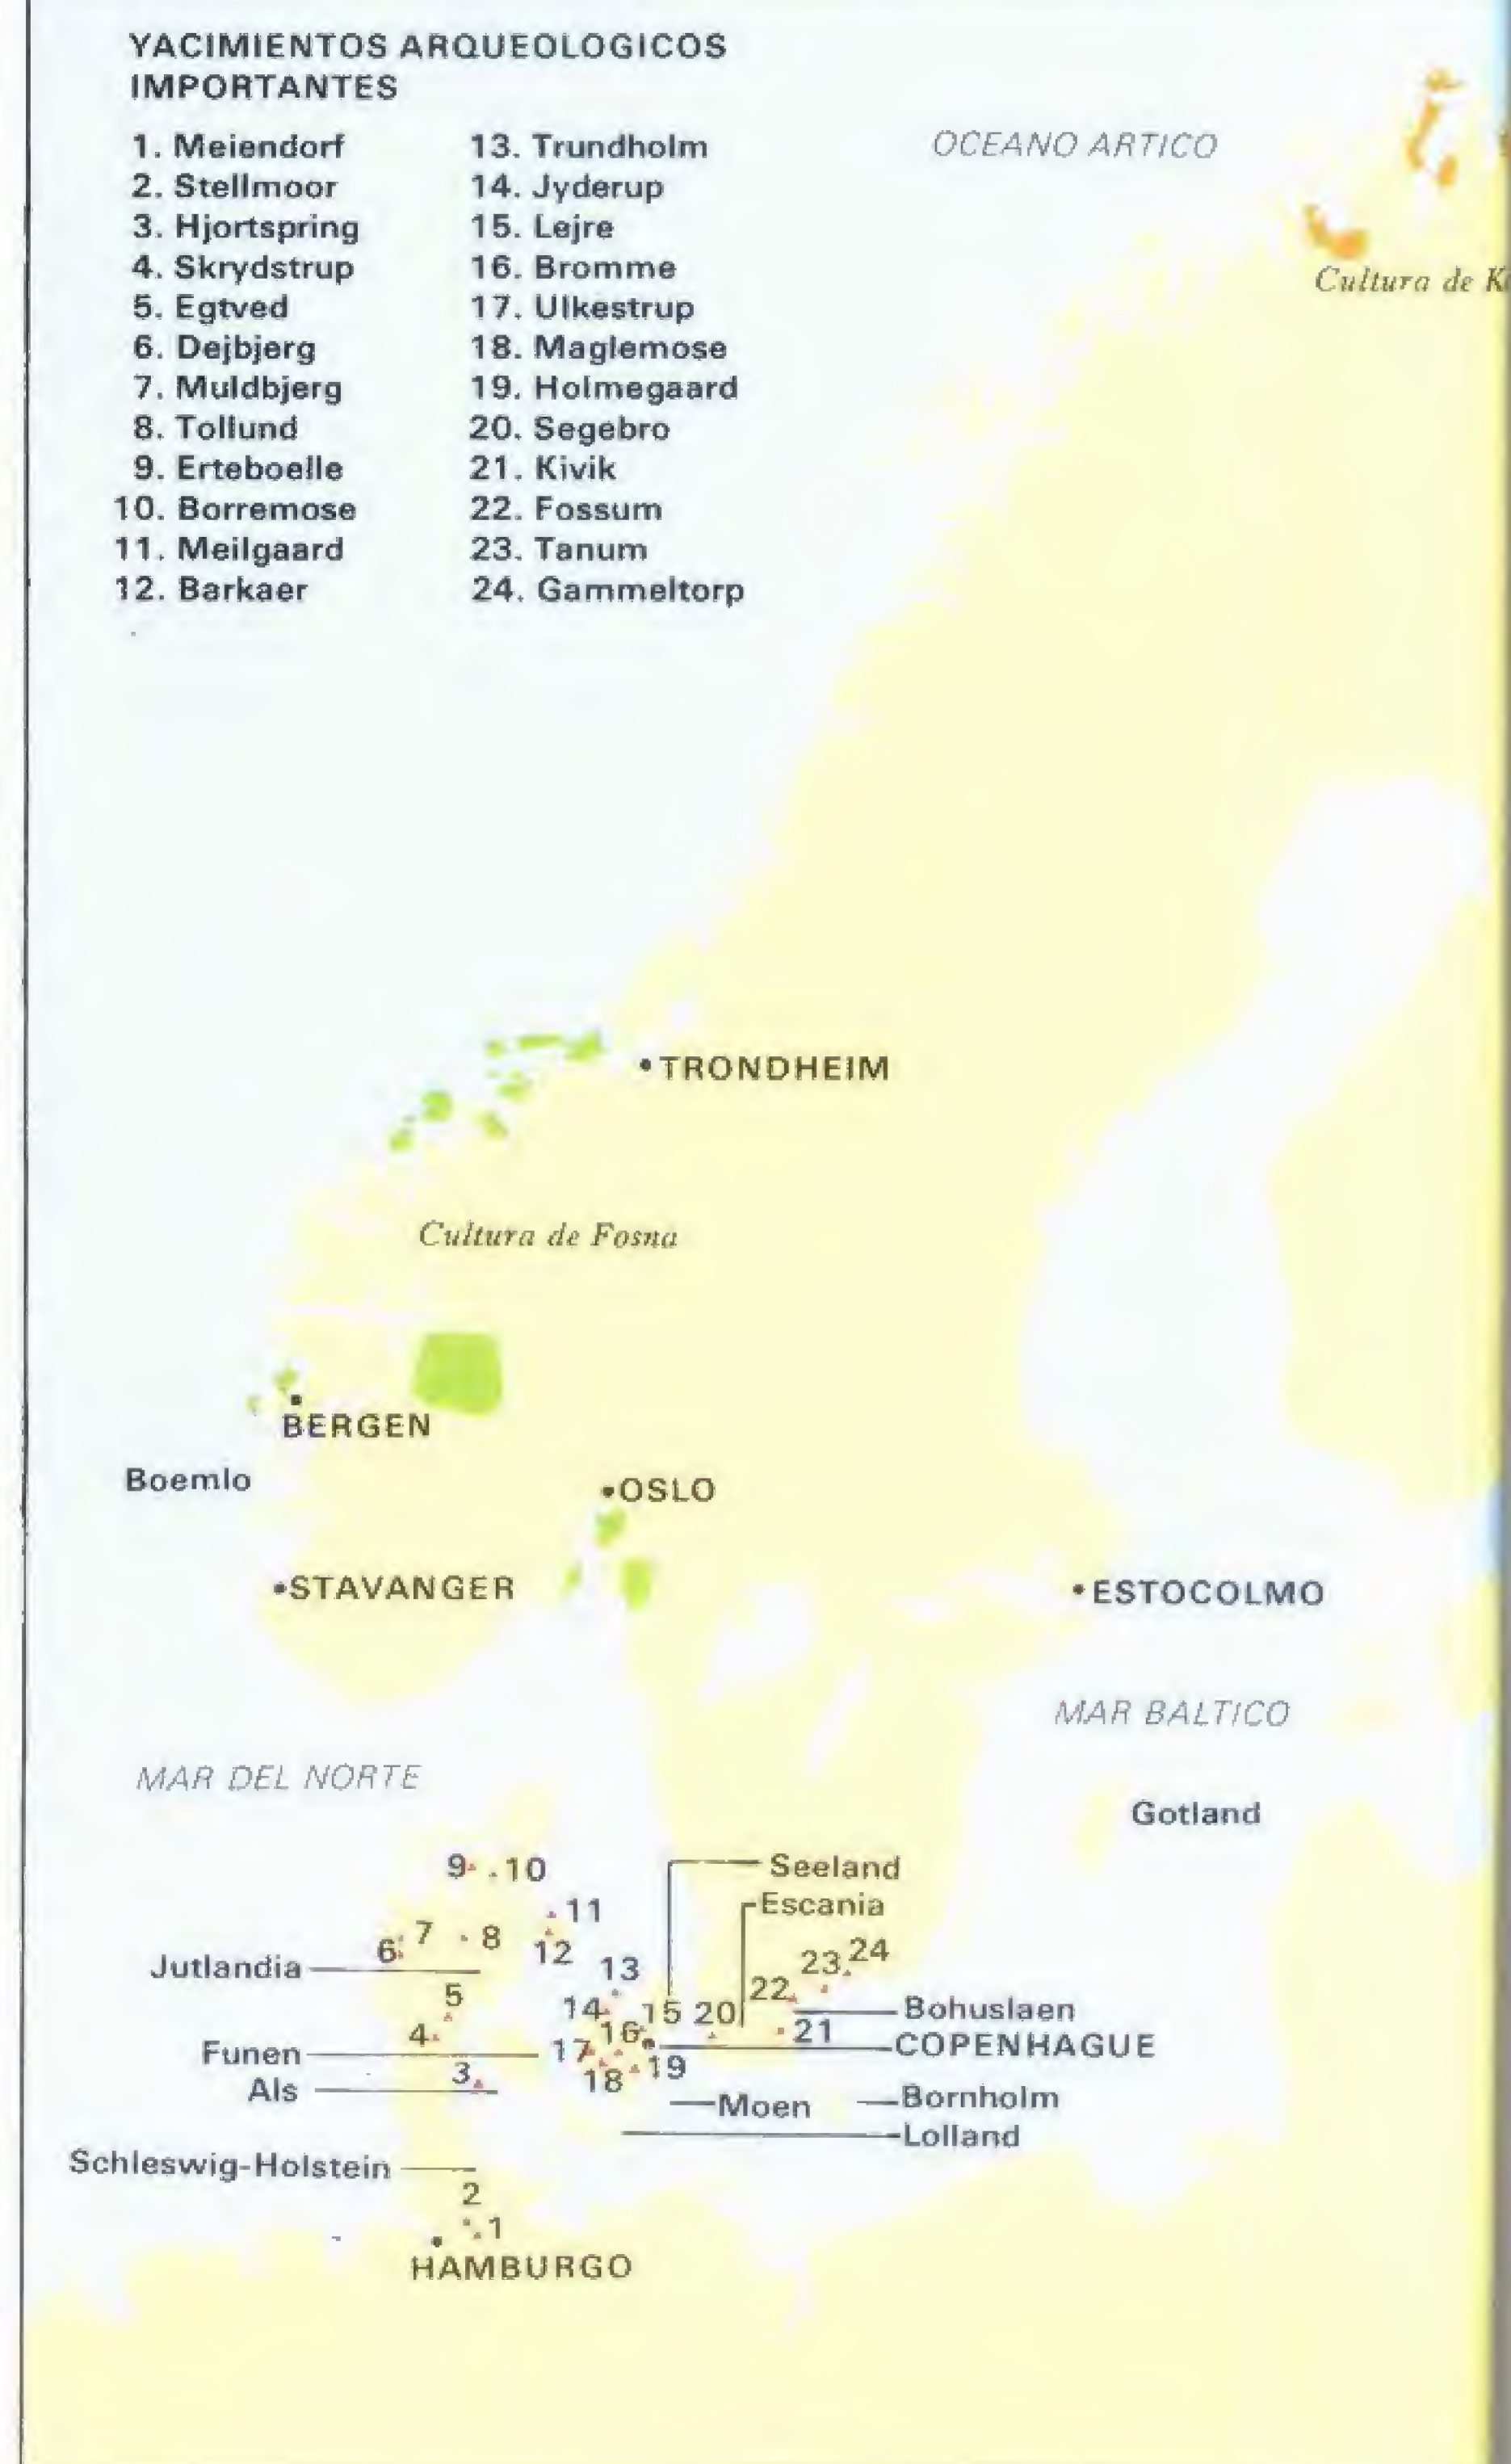 YACIMIENTOS ARQUEOLOGICOS
IMPORTANTES
1. Meiendorf
2. Stellmoor
3. Hjortspring
4. Skrydstrup
5. Egtved
6. Dejbjerg
7. Muldbjerg
8. Tollund
9. Erteboelle
10. Borremose
11. Meilgaard
12. Barkaer
13. Trundholm
14. Jyderup
15. Lejre
16. Bromme
17. Ulkestrup
18. Maglemose
19. Holmegaard
20. Segebro
21. Kivik
22. Fossum
23. Tanum
24. Gammeltorp
OCEANO ARTICO
Cultura de
TRONDHEIM
Cultura de Fosna
BERGEN
Boemlo
OSLO
STAVANGER
ESTOCOLMO
MAR BALTICO
MAR DEL NORTE
Gotland
9 10
Seeland
11
Escania
7 8
6
12
23 24
Jutlandia
13
22
5
14 15 20
Bohuslaen
4
16
21
COPENHAGUE
Funen
17
3
18 19
Als
Moen
Bornholm
Lolland
Schleswig-Holstein
2
1
HAMBURGO